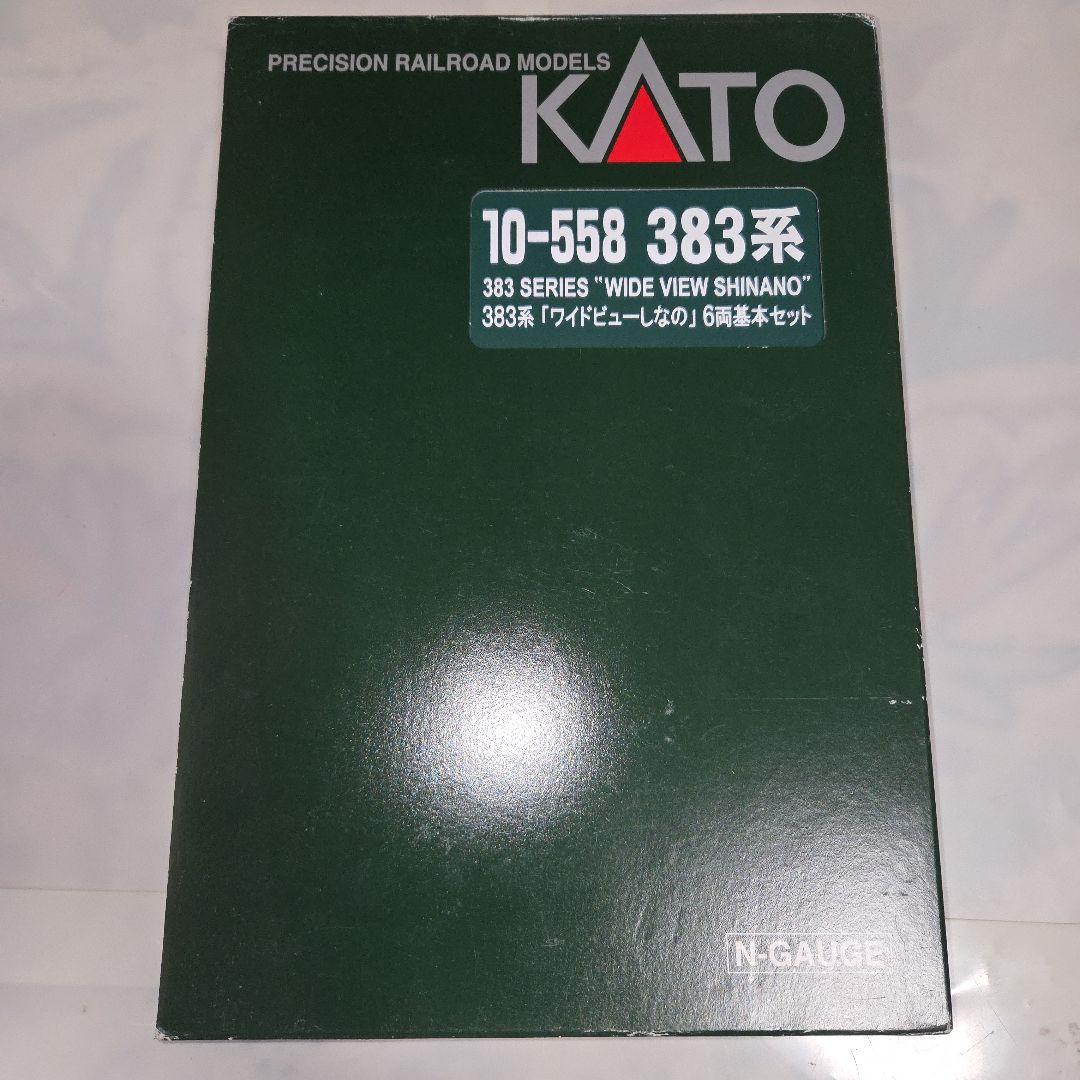 PRECISION RAILROAD MODELS
KATO
10-558 383系
383 SERIES "WIDE VIEW SHINANO"
383系「ワイドビューしなの」6両基本セット
N-GAUGE